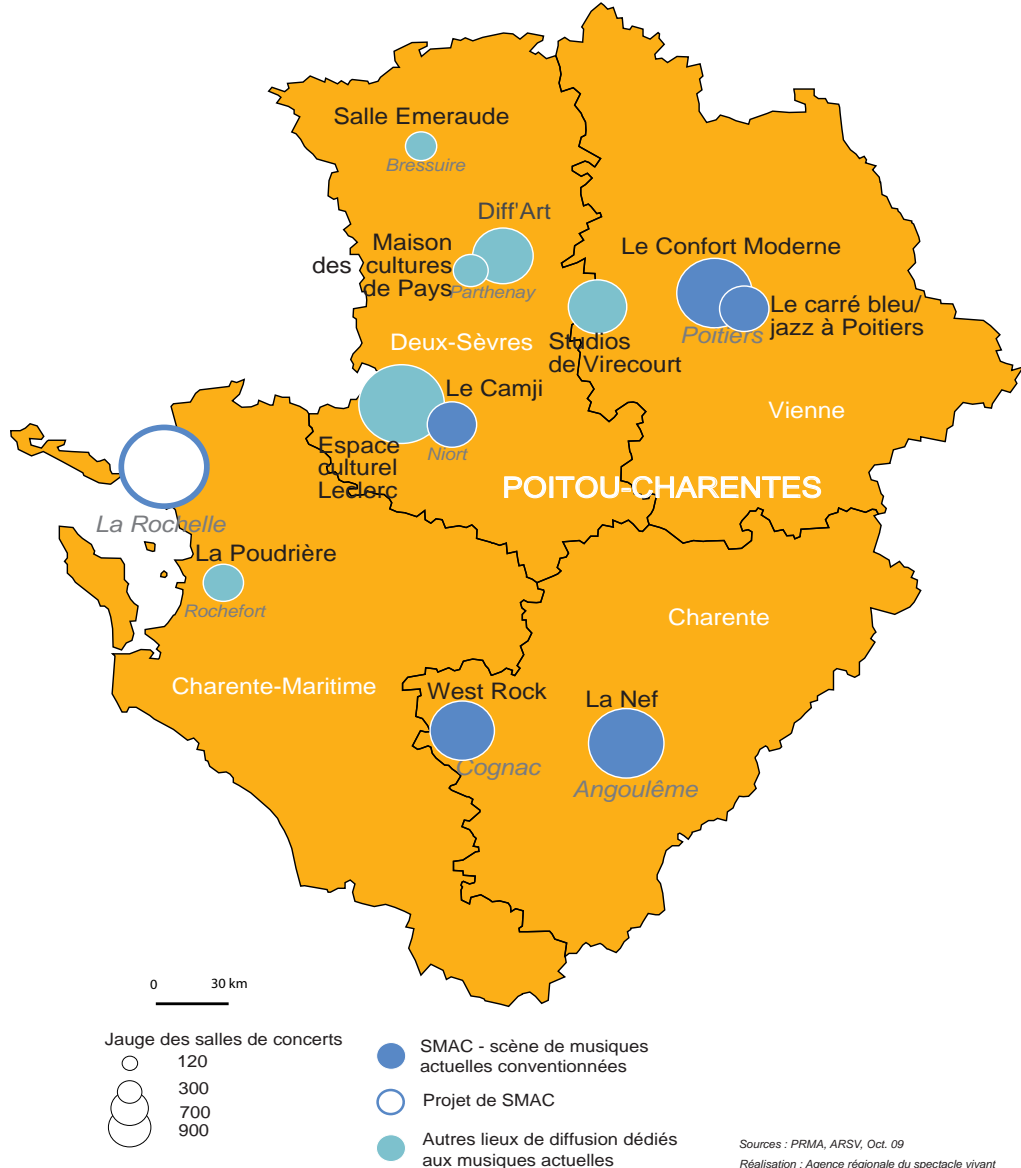 Salle Emeraude
Bressuire
Diff'Art
Maison
des cultures
de Pays
Parthenay
Le Confort Moderne
Le carré bleu/
jazz à Poitiers
Poitiers
Deux-Sèvres
Studios
de Virecourt
Le Camji
Vienne
Espace
culturel
Leclerc
Niort
POITOU-CHARENTES
La Rochelle
La Poudrière
Rochefort
Charente
Charente-Maritime
West Rock
La Nef
Cognac
Angoulême
0 30 km
Jauge des salles de concerts
120
300
700
900
SMAC - scène de musiques
actuelles conventionnées
Projet de SMAC
Autres lieux de diffusion dédiés
aux musiques actuelles
Sources : PRMA, ARSV, Oct. 09
Réalisation : Agence régionale du spectacle vivant